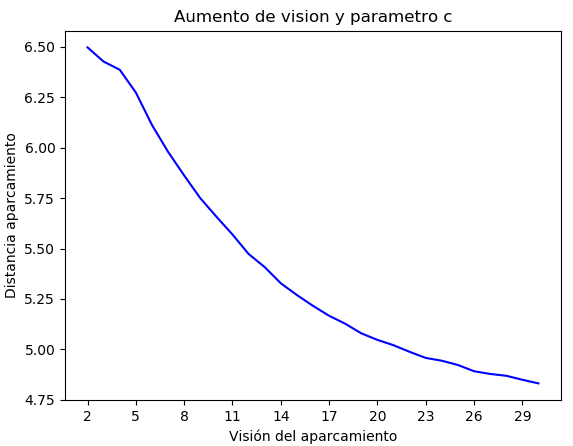 Aumento de vision y parametro c
6.50
6.25
6.00
5.75
5.50
5.25
5.00
4.75
Distancia aparcamiento
2 5 8 11 14 17 20 23 26 29
Visión del aparcamiento